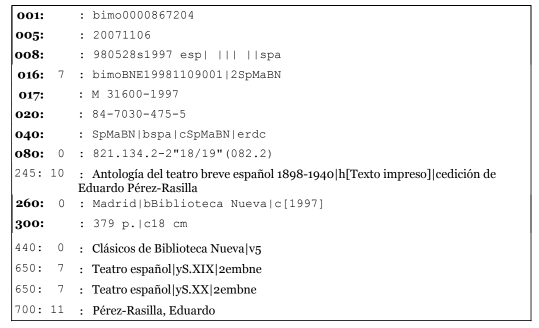 001: : bimo0000867204
005: : 20071106
008: : 980528s1997 esp| ||| ||spa
016: 7 : bimoBNE19981109001|2SpMaBN
017: : M 31600-1997
020: : 84-7030-475-5
040: : SpMaBN|bspa|cSpMaBN|erdc
080: 0 : 821.134.2-2"18/19"(082.2)
245: 10 : Antología del teatro breve español 1898-1940|h[Texto impreso]|cedición de
Eduardo Pérez-Rasilla
260: 0 : Madrid|bBiblioteca Nueva|c[1997]
300: : 379 p.|c18 cm
440: 0 : Clásicos de Biblioteca Nueva|v5
650: 7 : Teatro español|yS.XIX|2embne
650: 7 : Teatro español|yS.XX|2embne
700: 11 : Pérez-Rasilla, Eduardo